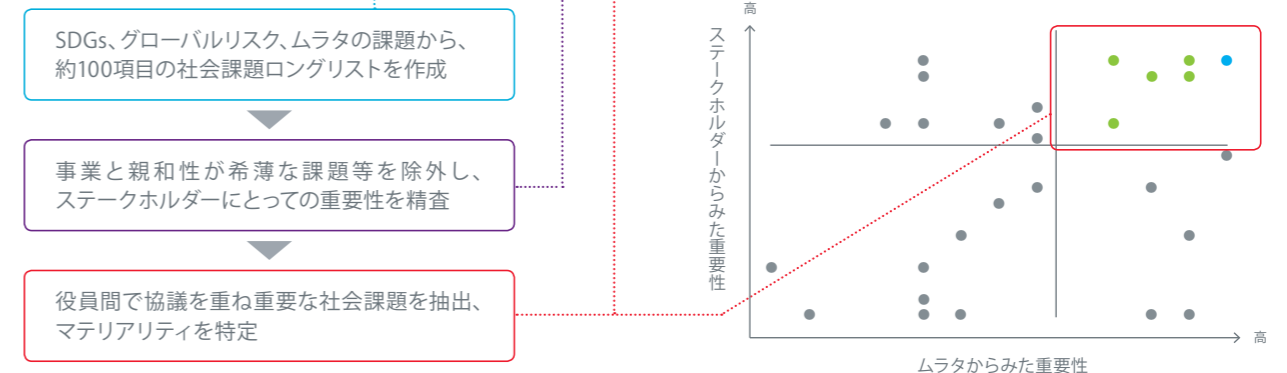 SDGs、グローバルリスク、ムラタの課題から、
約100項目の社会課題ロングリストを作成
事業と親和性が希薄な課題等を除外し、
ステークホルダーにとっての重要性を精査
役員間で協議を重ね重要な社会課題を抽出、
マテリアリティを特定
高
ステークホルダーからみた重要性
高
ムラタからみた重要性